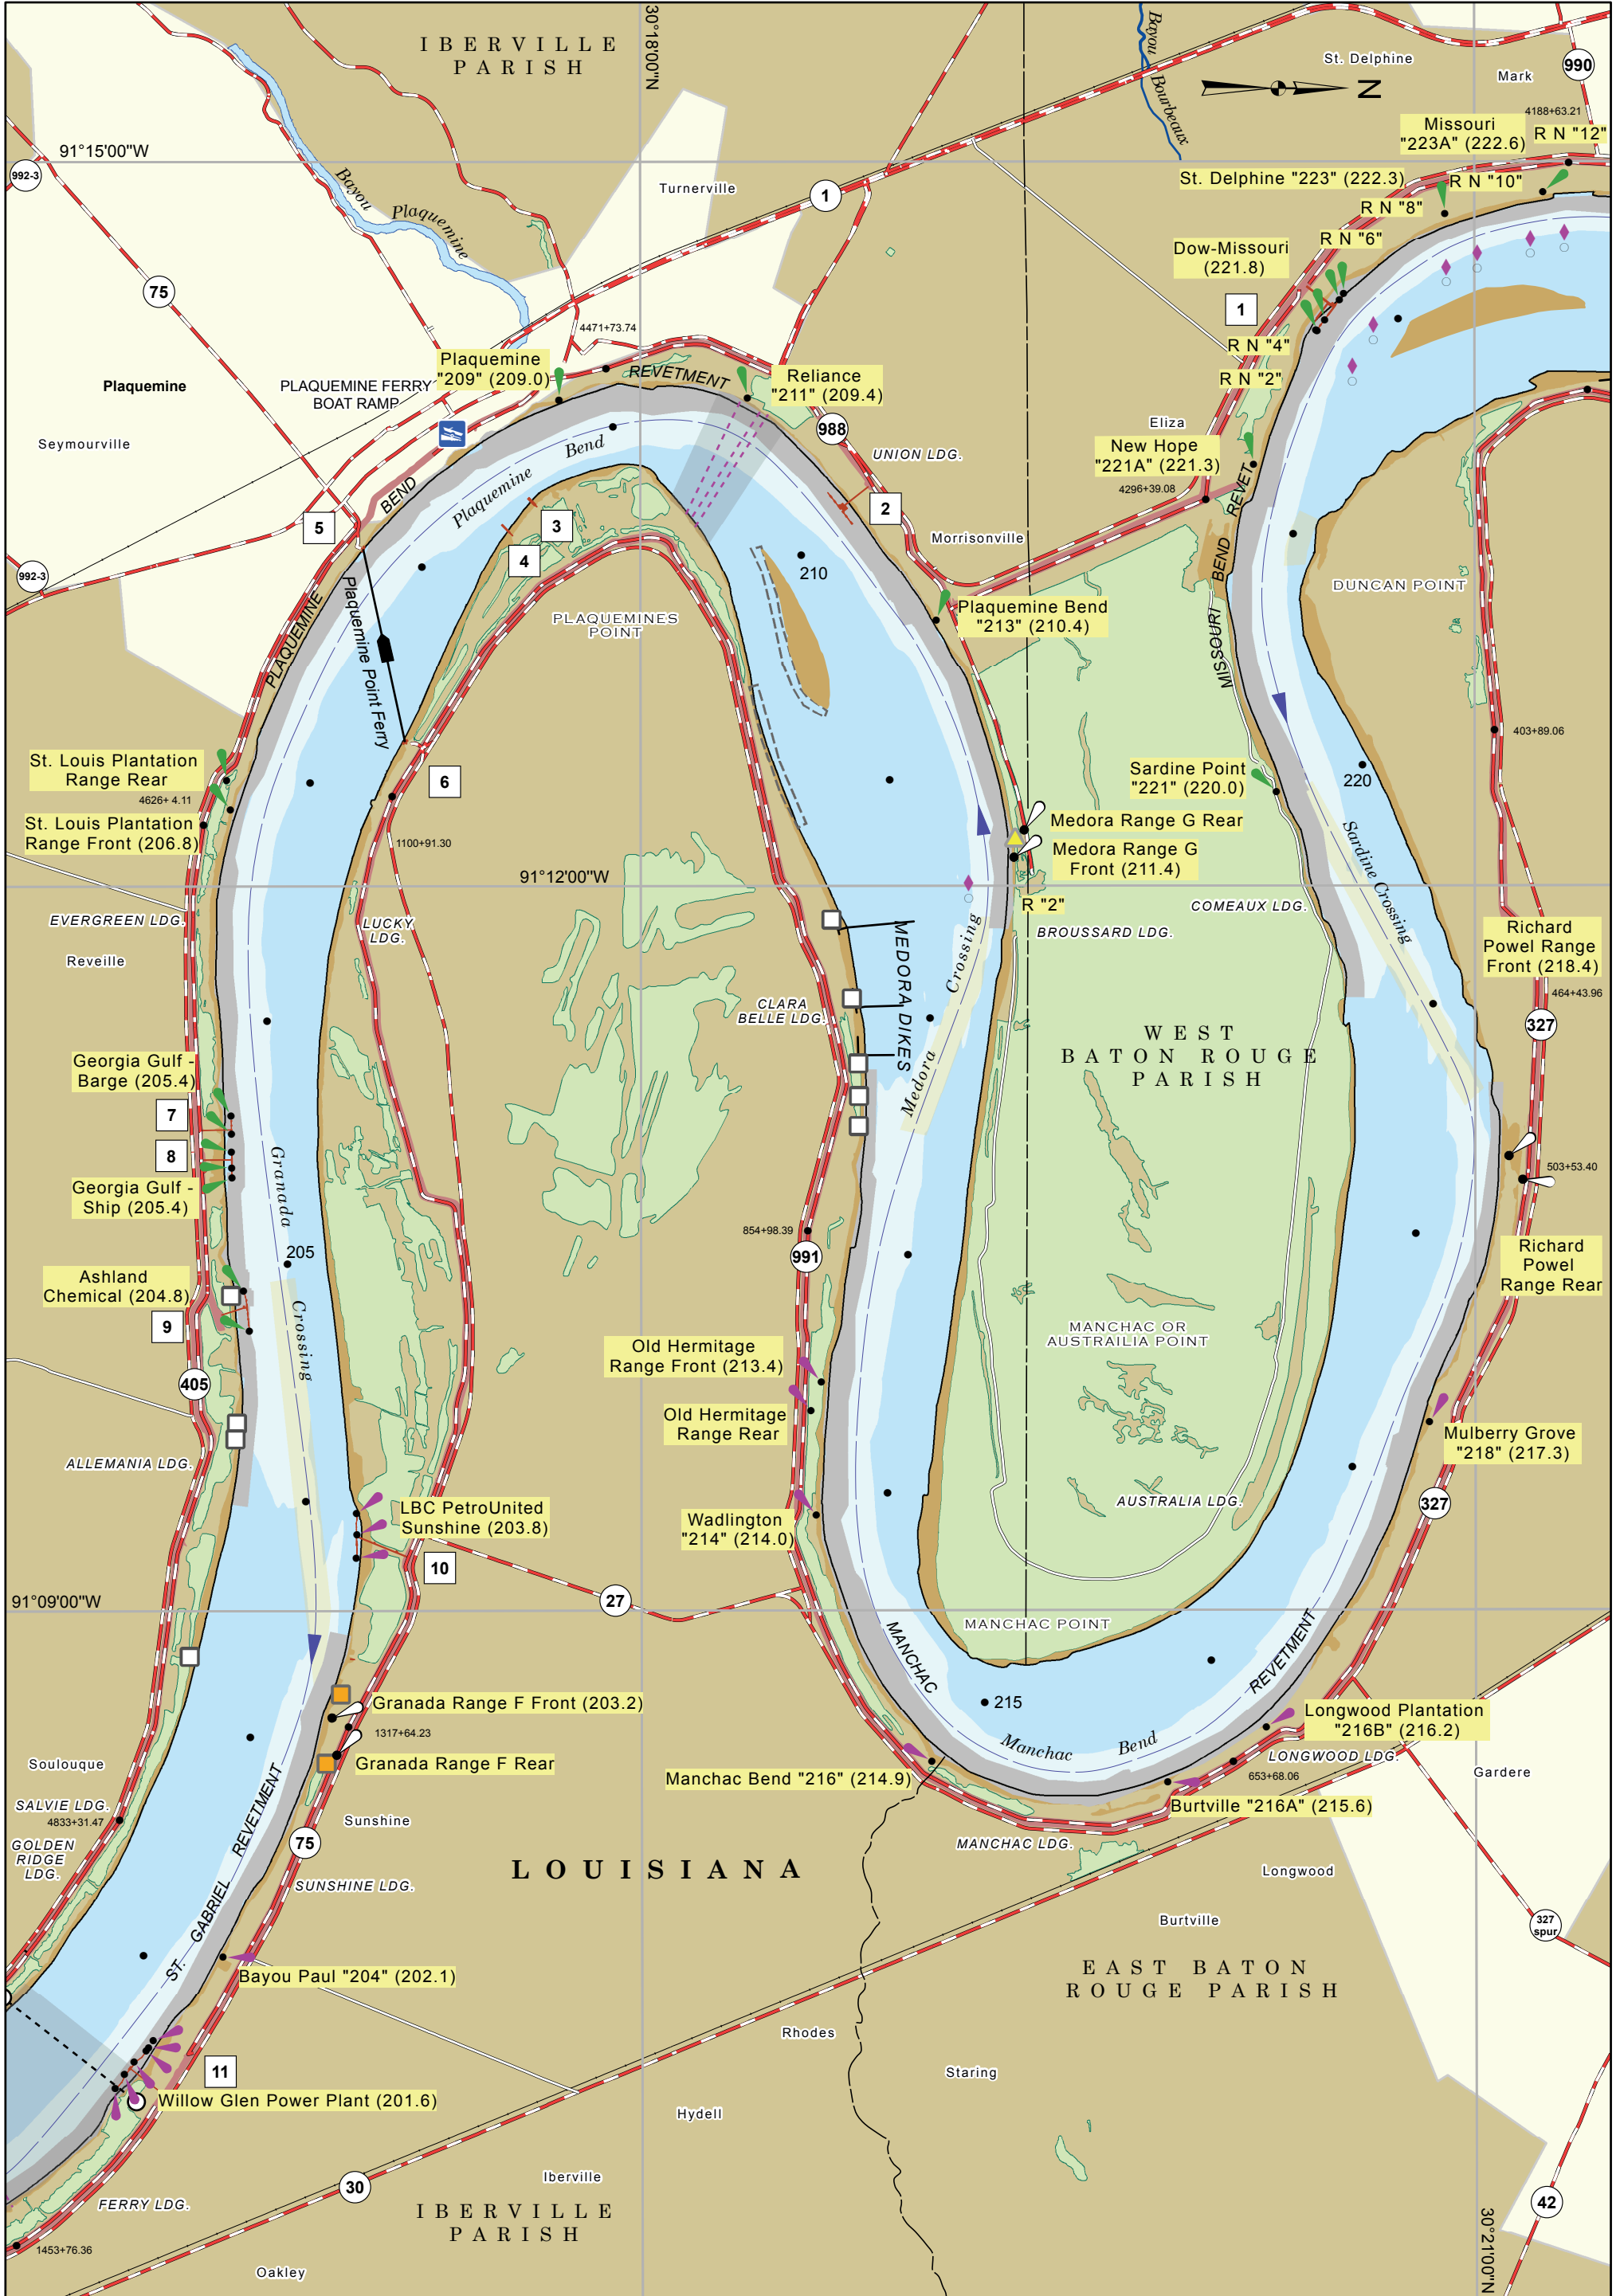 IBERVILLE
PARISH
30°18'00"N
Bayou
Bourbeaux
N
St. Delphine
Mark
990
4188+63.21
Missouri
"223A" (222.6)
R N "12"
91°15'00"W
992-3
Bayou
Plaquemine
Turnerville
1
St. Delphine "223" (222.3)
R N "10"
R N "8"
R N "6"
Dow-Missouri
(221.8)
1
R N "4"
R N "2"
75
4471+73.74
Plaquemine
"209" (209.0)
REVETMENT
Reliance
"211" (209.4)
Plaquemine
PLAQUEMINE FERRY
BOAT RAMP
Seymourville
988
UNION LDG.
Eliza
New Hope
"221A" (221.3)
4296+39.08
REVET.
BEND
MISSOURI
Plaquemine Bend
BEND
5
3
4
2
Morrisonville
992-3
PLAQUEMINE
Plaquemine Point Ferry
210
PLAQUEMINES
POINT
DUNCAN POINT
Plaquemine Bend
"213" (210.4)
403+89.06
St. Louis Plantation
Range Rear
4626+ 4.11
St. Louis Plantation
Range Front (206.8)
6
1100+91.30
Sardine Point
"221" (220.0)
220
Medora Range G Rear
Medora Range G
Front (211.4)
91°12'00"W
R "2"
COMEAUX LDG.
Sardine Crossing
EVERGREEN LDG.
Reveille
LUCKY
LDG.
BROUSSARD LDG.
Richard
Powel Range
Front (218.4)
464+43.96
327
CLARA
BELLE LDG.
MEDORA DIKES
Medora Crossing
WEST
BATON ROUGE
PARISH
Georgia Gulf -
Barge (205.4)
7
8
Georgia Gulf -
Ship (205.4)
503+53.40
Granada Crossing
205
854+98.39
991
Richard
Powel
Range Rear
Ashland
Chemical (204.8)
9
405
MANCHAC OR
AUSTRAILIA POINT
Old Hermitage
Range Front (213.4)
Old Hermitage
Range Rear
Mulberry Grove
"218" (217.3)
ALLEMANIA LDG.
AUSTRALIA LDG.
327
LBC PetroUnited
Sunshine (203.8)
Wadlington
"214" (214.0)
10
27
91°09'00"W
MANCHAC POINT
MANCHAC
REVETMENT
215
Granada Range F Front (203.2)
1317+64.23
Granada Range F Rear
Longwood Plantation
"216B" (216.2)
Manchac Bend
LONGWOOD LDG.
653+68.06
Gardere
Manchac Bend "216" (214.9)
Burtville "216A" (215.6)
Soulouque
SALVIE LDG.
4833+31.47
GOLDEN
RIDGE
LDG.
Sunshine
75
MANCHAC LDG.
Longwood
LOUISIANA
SUNSHINE LDG.
ST. GABRIEL REVETMENT
Burtville
327
spur
Bayou Paul "204" (202.1)
EAST BATON
ROUGE PARISH
Rhodes
Staring
11
Willow Glen Power Plant (201.6)
Hydell
Iberville
30
FERRY LDG.
IBERVILLE
PARISH
42
30°21'00"N
1453+76.36
Oakley